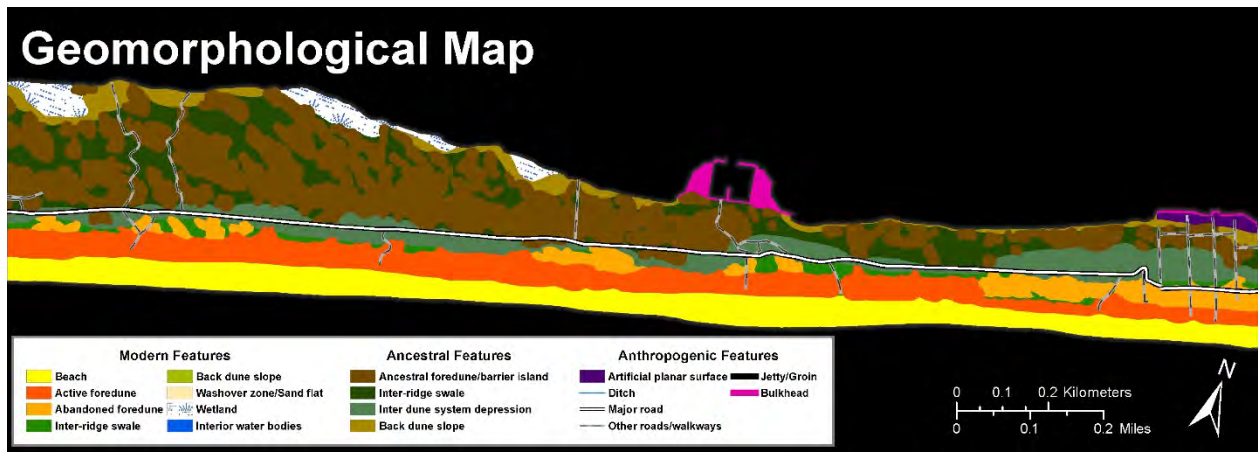 Geomorphological Map
Modern Features
Beach
Active foredune
Abandoned foredune
Inter-ridge swale
Back dune slope
Washover zone/Sand flat
Wetland
Interior water bodies
Ancestral Features
Ancestral foredune/barrier island
Inter-ridge swale
Inter dune system depression
Back dune slope
Anthropogenic Features
Artificial planar surface
Ditch
Major road
Other roads/walkways
Jetty/Groin
Bulkhead
0 0.1 0.2 Kilometers
0 0.1 0.2 Miles
N